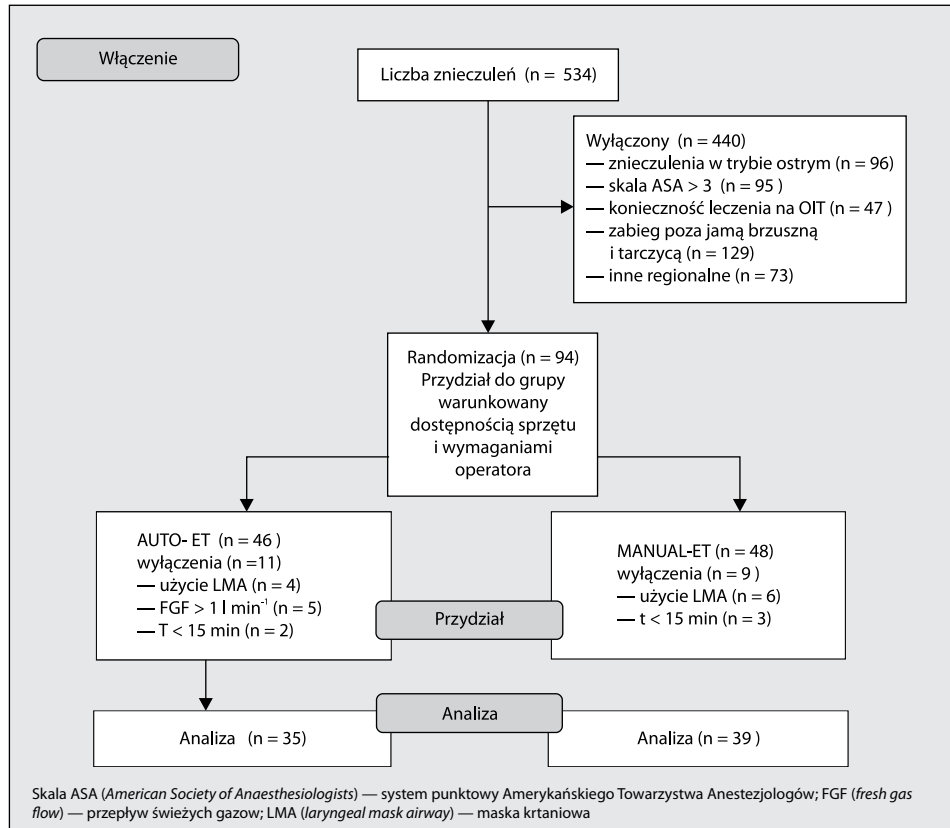 Włączenie
Liczba znieczuleń (n = 534)
Wyłączony (n = 440)
— znieczulenia w trybie ostrym (n = 96)
— skala ASA > 3 (n = 95 )
— konieczność leczenia na OIT (n = 47 )
— zabieg poza jamą brzuszną
i tarczycą (n = 129)
— inne regionalne (n = 73)
Randomizacja (n = 94)
Przydział do grupy
warunkowany
dostępnością sprzętu
i wymaganiami
operatora
AUTO- ET (n = 46 )
wyłączenia (n =11)
— użycie LMA (n = 4)
— FGF > 1 l min⁻¹ (n = 5)
— T < 15 min (n = 2)
MANUAL-ET (n = 48)
wyłączenia (n = 9 )
— użycie LMA (n = 6)
— t < 15 min (n = 3)
Przydział
Analiza
Analiza (n = 35)
Analiza (n = 39 )
Skala ASA (American Society of Anaesthesiologists) — system punktowy Amerykańskiego Towarzystwa Anestezjologów; FGF (fresh gas
flow) — przepływ świeżych gazow; LMA (laryngeal mask airway) — maska krtaniowa